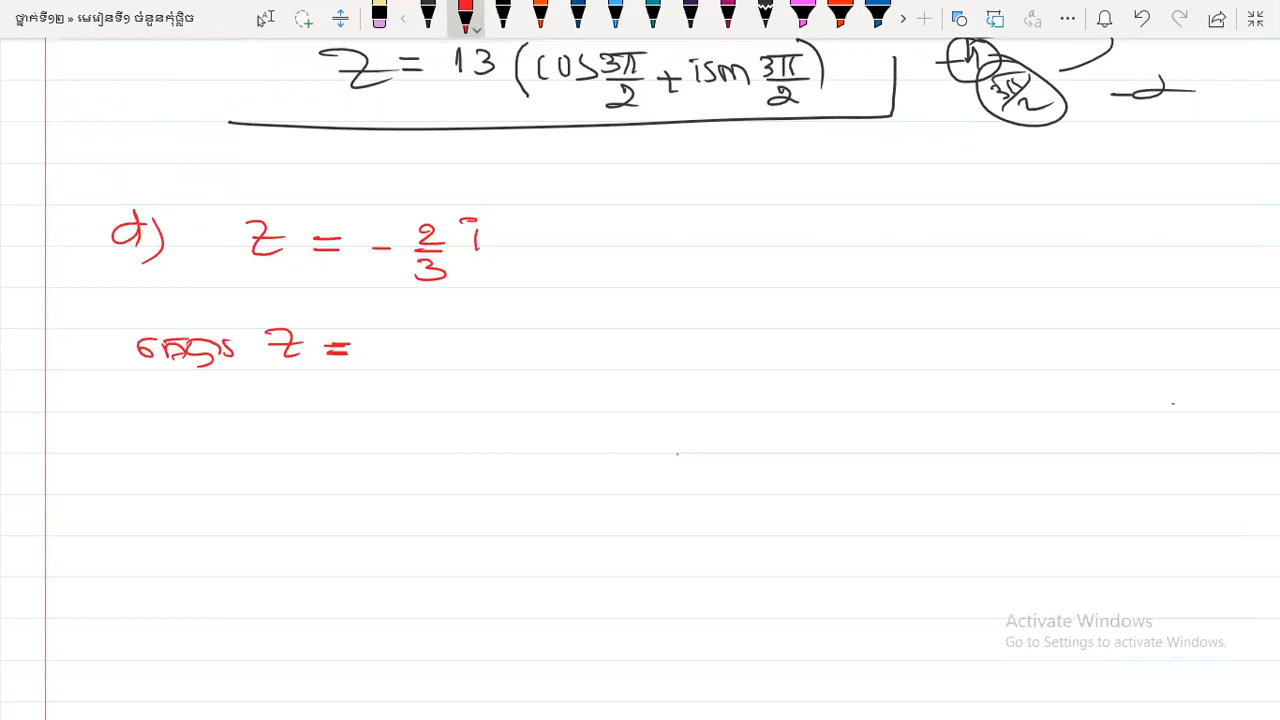 ថ្នាក់ទី១២ » មេរៀនទី១ ចំនួនកុំផ្លិច
Z = 13 (cos 3π/2 + i sin 3π/2)
3π/2
d) Z = - 2/3 i
គេបាន Z =
Activate Windows
Go to Settings to activate Windows.